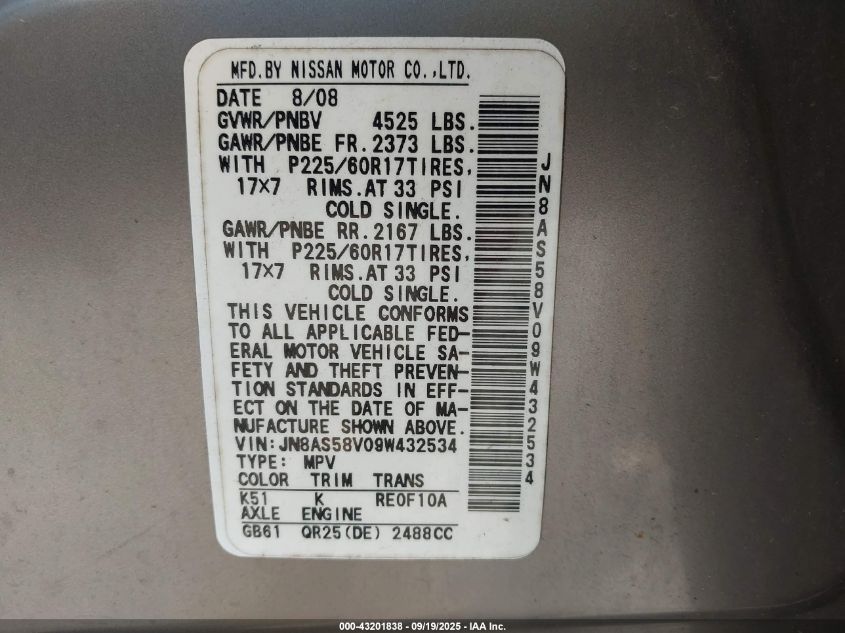 MFD.BY NISSAN MOTOR CO.,LTD.
DATE 8/08
GVWR/PNBV 4525 LBS.
GAWR/PNBE FR. 2373 LBS.
WITH P225/60R17TIRES,
17×7 RIMS.AT 33 PSI
COLD SINGLE.
GAWR/PNBE RR. 2167 LBS.
WITH P225/60R17TIRES,
17×7 RIMS.AT 33 PSI
COLD SINGLE.
THIS VEHICLE CONFORMS
TO ALL APPLICABLE FED-
ERAL MOTOR VEHICLE SA-
FETY AND THEFT PREVEN-
TION STANDARDS IN EFF-
ECT ON THE DATE OF MA-
NUFACTURE SHOWN ABOVE.
VIN:JN8AS58V09W432534
TYPE: MPV
COLOR TRIM TRANS
K51 K RE0F10A
AXLE ENGINE
GB61 QR25(DE) 2488CC
JN8AS58V09W432534
000-43201838 - 09/19/2025 - IAA Inc.